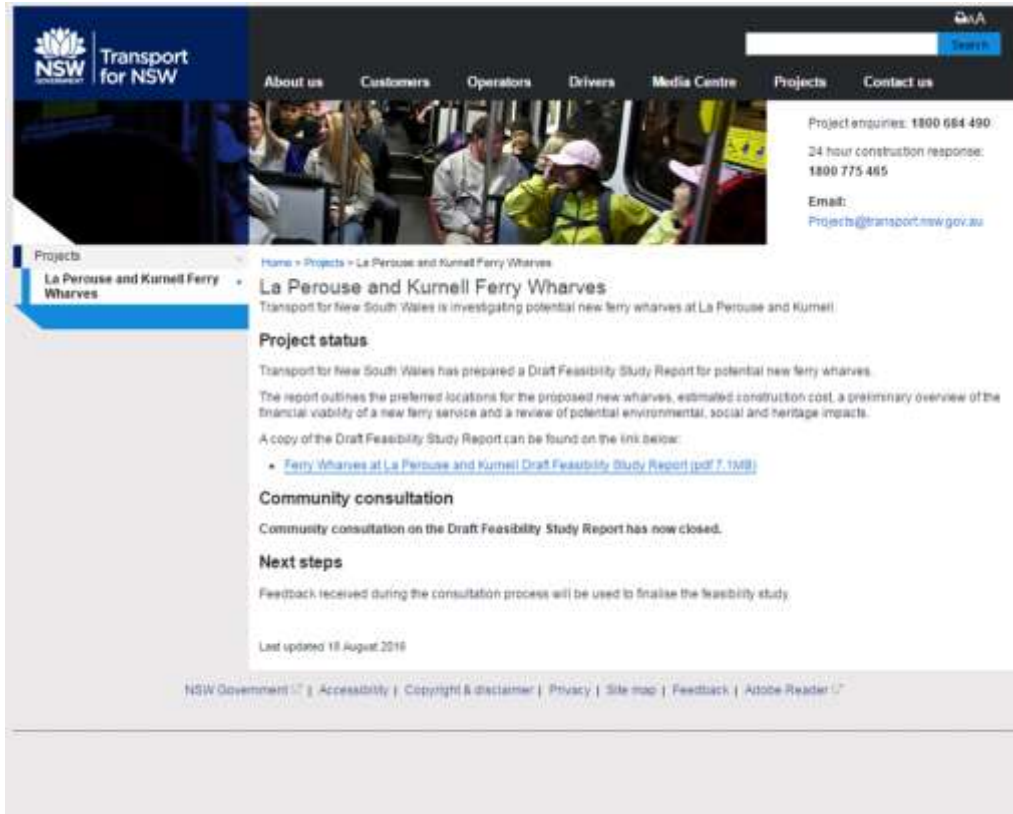 AA
Search
NSW
GOVERNMENT
Transport
for NSW
About us Customers Operators Drivers Media Centre Projects Contact us
Project enquiries: 1800 684 490
24 hour construction response:
1800 775 465
Email:
Projects@transport.nsw.gov.au
Projects
La Perouse and Kurnell Ferry
Wharves
Home > Projects > La Perouse and Kurnell Ferry Wharves
La Perouse and Kurnell Ferry Wharves
Transport for New South Wales is investigating potential new ferry wharves at La Perouse and Kurnell.
Project status
Transport for New South Wales has prepared a Draft Feasibility Study Report for potential new ferry wharves.
The report outlines the preferred locations for the proposed new wharves, estimated construction cost, a preliminary overview of the
financial viability of a new ferry service and a review of potential environmental, social and heritage impacts.
A copy of the Draft Feasibility Study Report can be found on the link below:
• Ferry Wharves at La Perouse and Kurnell Draft Feasibility Study Report (pdf 7.1MB)
Community consultation
Community consultation on the Draft Feasibility Study Report has now closed.
Next steps
Feedback received during the consultation process will be used to finalise the feasibility study.
Last updated 18 August 2016
NSW Government | Accessibility | Copyright & disclaimer | Privacy | Site map | Feedback | Adobe Reader